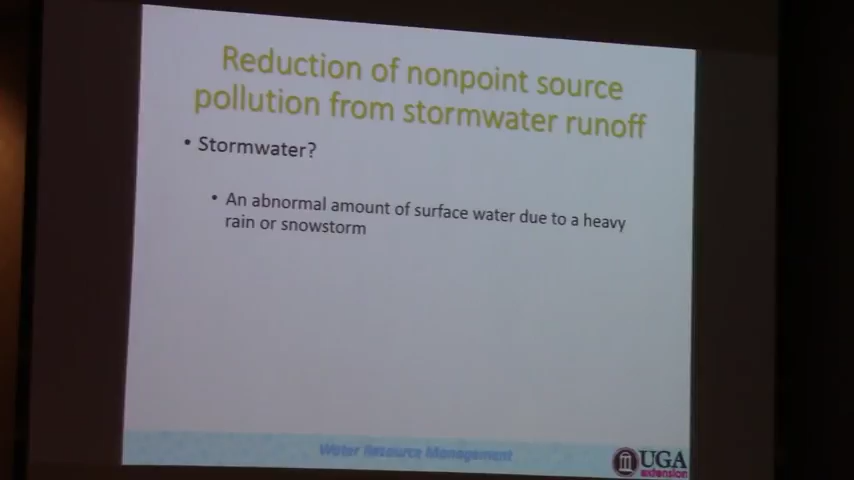 Reduction of nonpoint source
pollution from stormwater runoff
• Stormwater?
• An abnormal amount of surface water due to a heavy
rain or snowstorm
Water Resource Management
UGA
extension